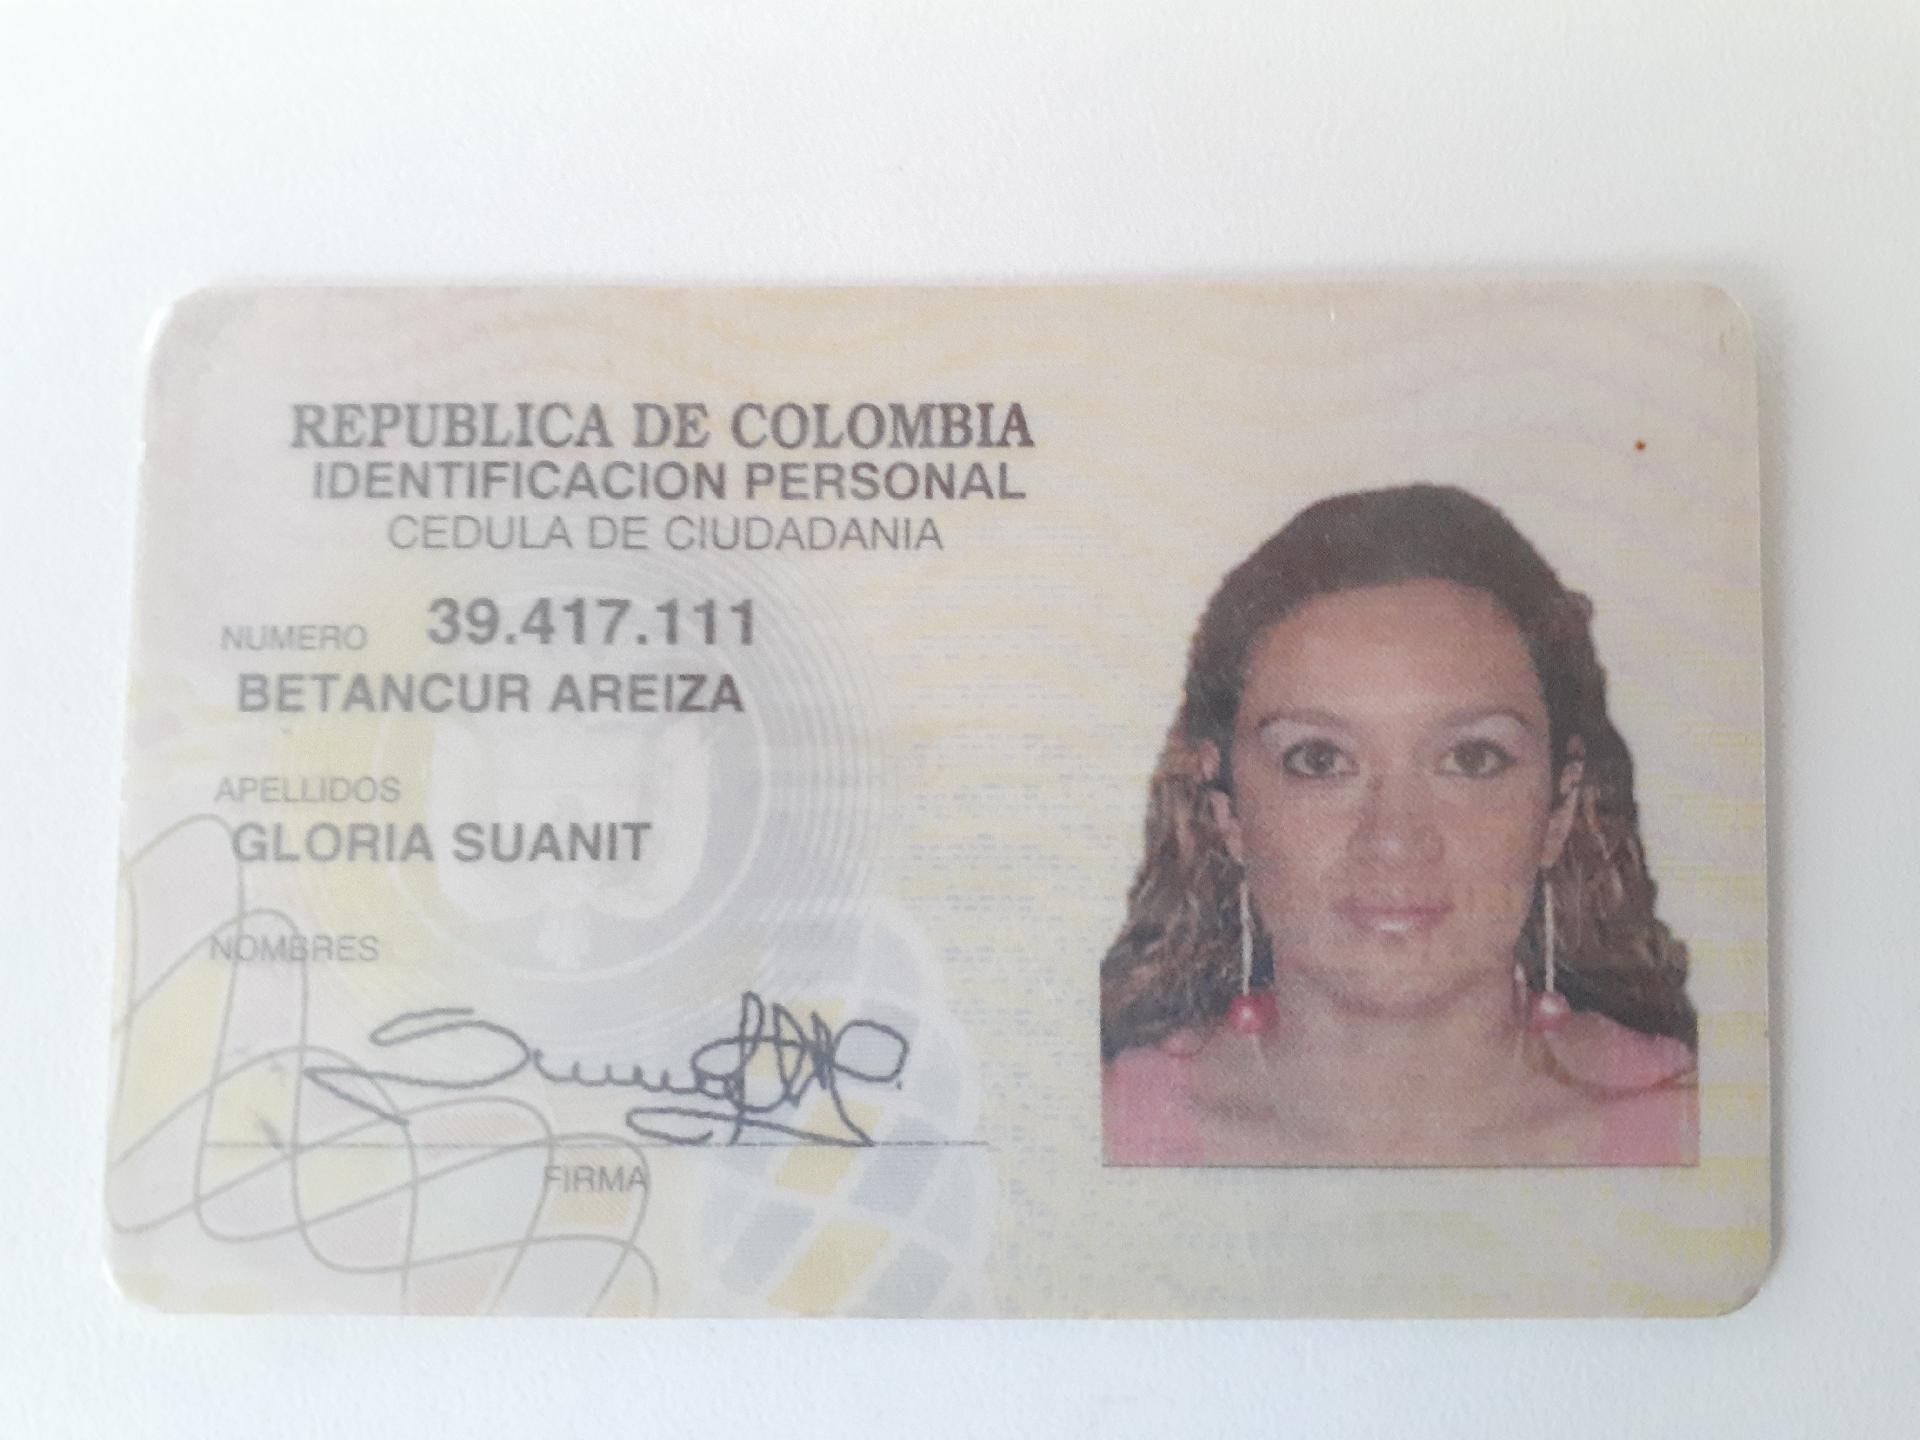 REPUBLICA DE COLOMBIA
IDENTIFICACION PERSONAL
CEDULA DE CIUDADANIA
NUMERO 39.417.111
BETANCUR AREIZA
APELLIDOS
GLORIA SUANIT
NOMBRES
FIRMA